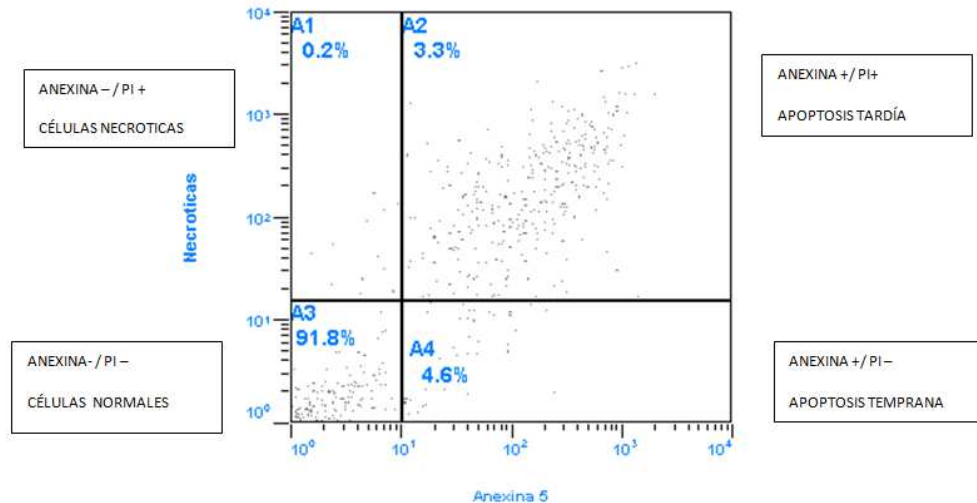 10⁴
A1
0.2%
A2
3.3%
ANEXINA – / PI +
CÉLULAS NECROTICAS
ANEXINA +/ PI+
APOPTOSIS TARDÍA
10³
Necroticas
10²
10¹
A3
91.8%
A4
4.6%
ANEXINA- / PI –
CÉLULAS NORMALES
ANEXINA +/ PI –
APOPTOSIS TEMPRANA
10⁰
10⁰ 10¹ 10² 10³ 10⁴
Anexina 5